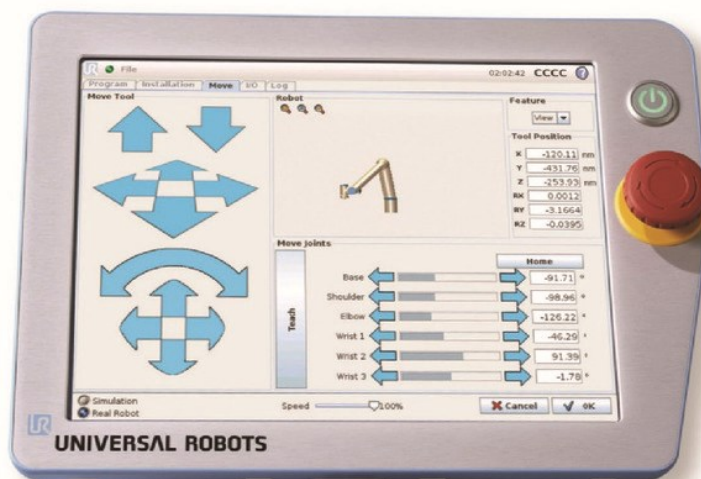 UR File 02:02:42 CCCC ?
Program Installation Move I/O Log
Move Tool
Robot
Feature
View
Tool Position
X -120.11 mm
Y -431.76 mm
Z -253.93 mm
RX 0.0012
RY -3.1664
RZ -0.0395
Move Joints
Home
Teach
Base -91.71 °
Shoulder -98.96 °
Elbow -126.22 °
Wrist 1 -46.29 °
Wrist 2 91.39 °
Wrist 3 -1.78 °
Simulation
Real Robot
Speed 100%
Cancel OK
UR
UNIVERSAL ROBOTS